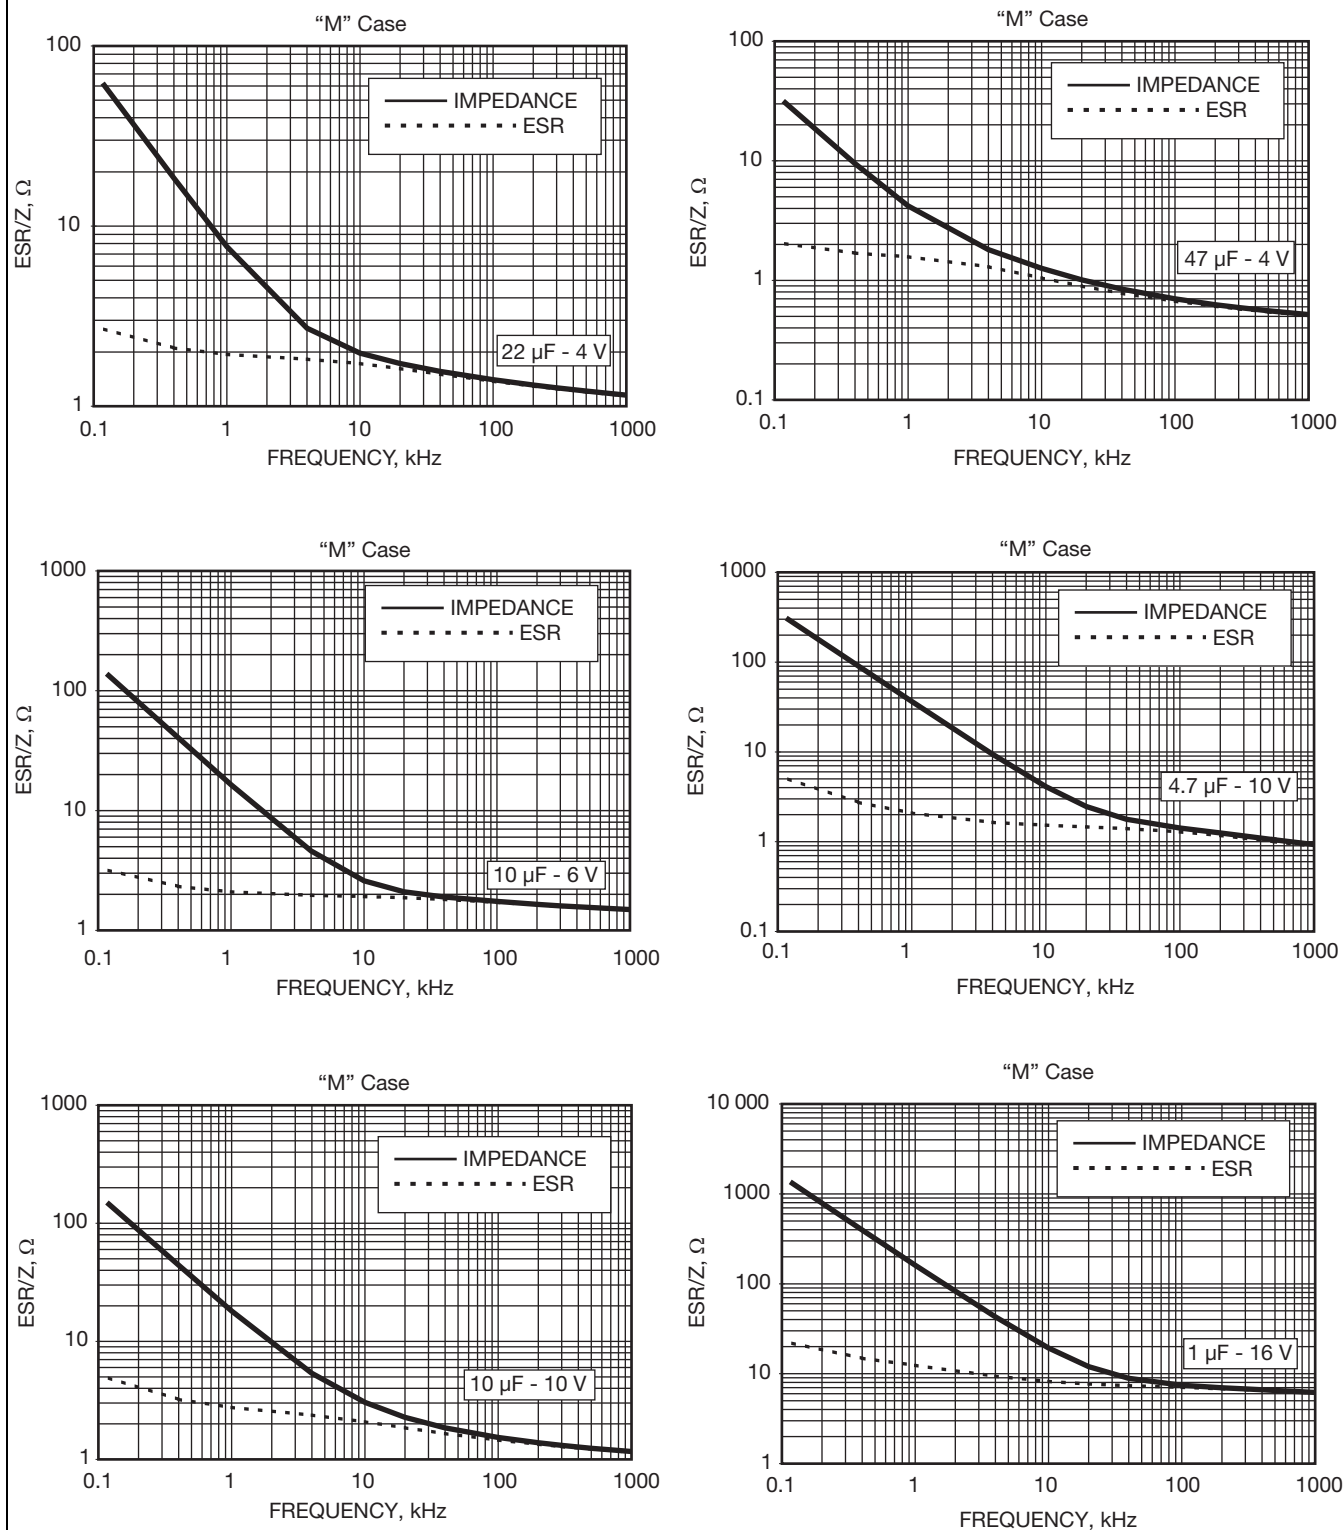 “M” Case
100
10
1
ESR/Z, Ω
IMPEDANCE
ESR
22 µF - 4 V
0.1 1 10 100 1000
FREQUENCY, kHz
“M” Case
100
10
1
0.1
ESR/Z, Ω
IMPEDANCE
ESR
47 µF - 4 V
0.1 1 10 100 1000
FREQUENCY, kHz
“M” Case
1000
100
10
1
ESR/Z, Ω
IMPEDANCE
ESR
10 µF - 6 V
0.1 1 10 100 1000
FREQUENCY, kHz
“M” Case
1000
100
10
1
0.1
ESR/Z, Ω
IMPEDANCE
ESR
4.7 µF - 10 V
0.1 1 10 100 1000
FREQUENCY, kHz
“M” Case
1000
100
10
1
ESR/Z, Ω
IMPEDANCE
ESR
10 µF - 10 V
0.1 1 10 100 1000
FREQUENCY, kHz
“M” Case
10 000
1000
100
10
1
ESR/Z, Ω
IMPEDANCE
ESR
1 µF - 16 V
0.1 1 10 100 1000
FREQUENCY, kHz